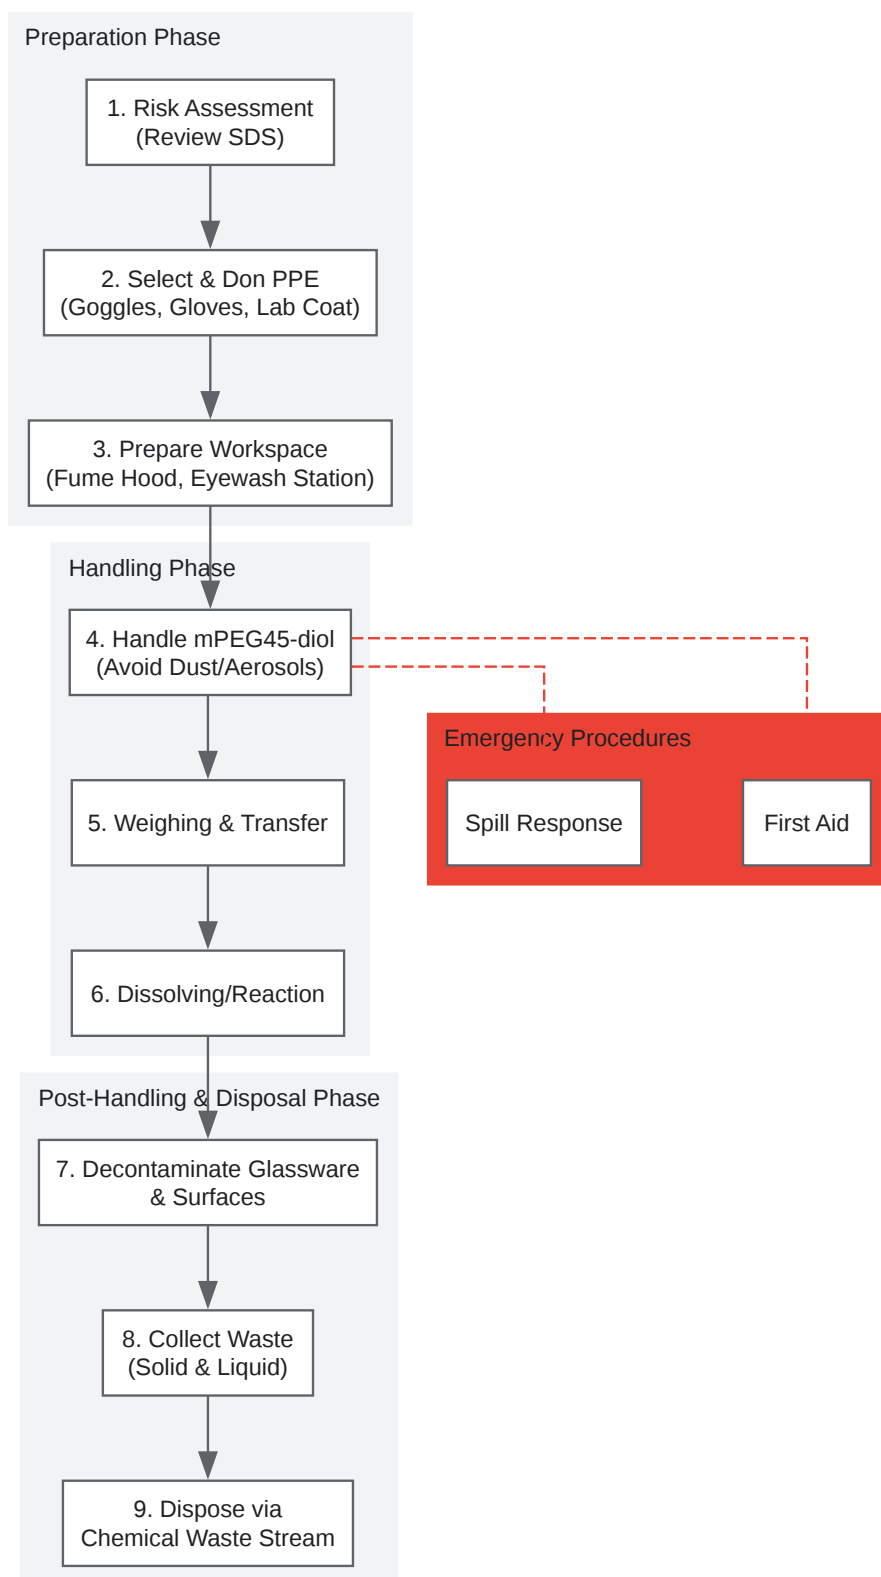 Preparation Phase
1. Risk Assessment
(Review SDS)
2. Select & Don PPE
(Goggles, Gloves, Lab Coat)
3. Prepare Workspace
(Fume Hood, Eyewash Station)
Handling Phase
4. Handle mPEG45-diol
(Avoid Dust/Aerosols)
Emergency Procedures
5. Weighing & Transfer
Spill Response
First Aid
6. Dissolving/Reaction
Post-Handling & Disposal Phase
7. Decontaminate Glassware
& Surfaces
8. Collect Waste
(Solid & Liquid)
9. Dispose via
Chemical Waste Stream